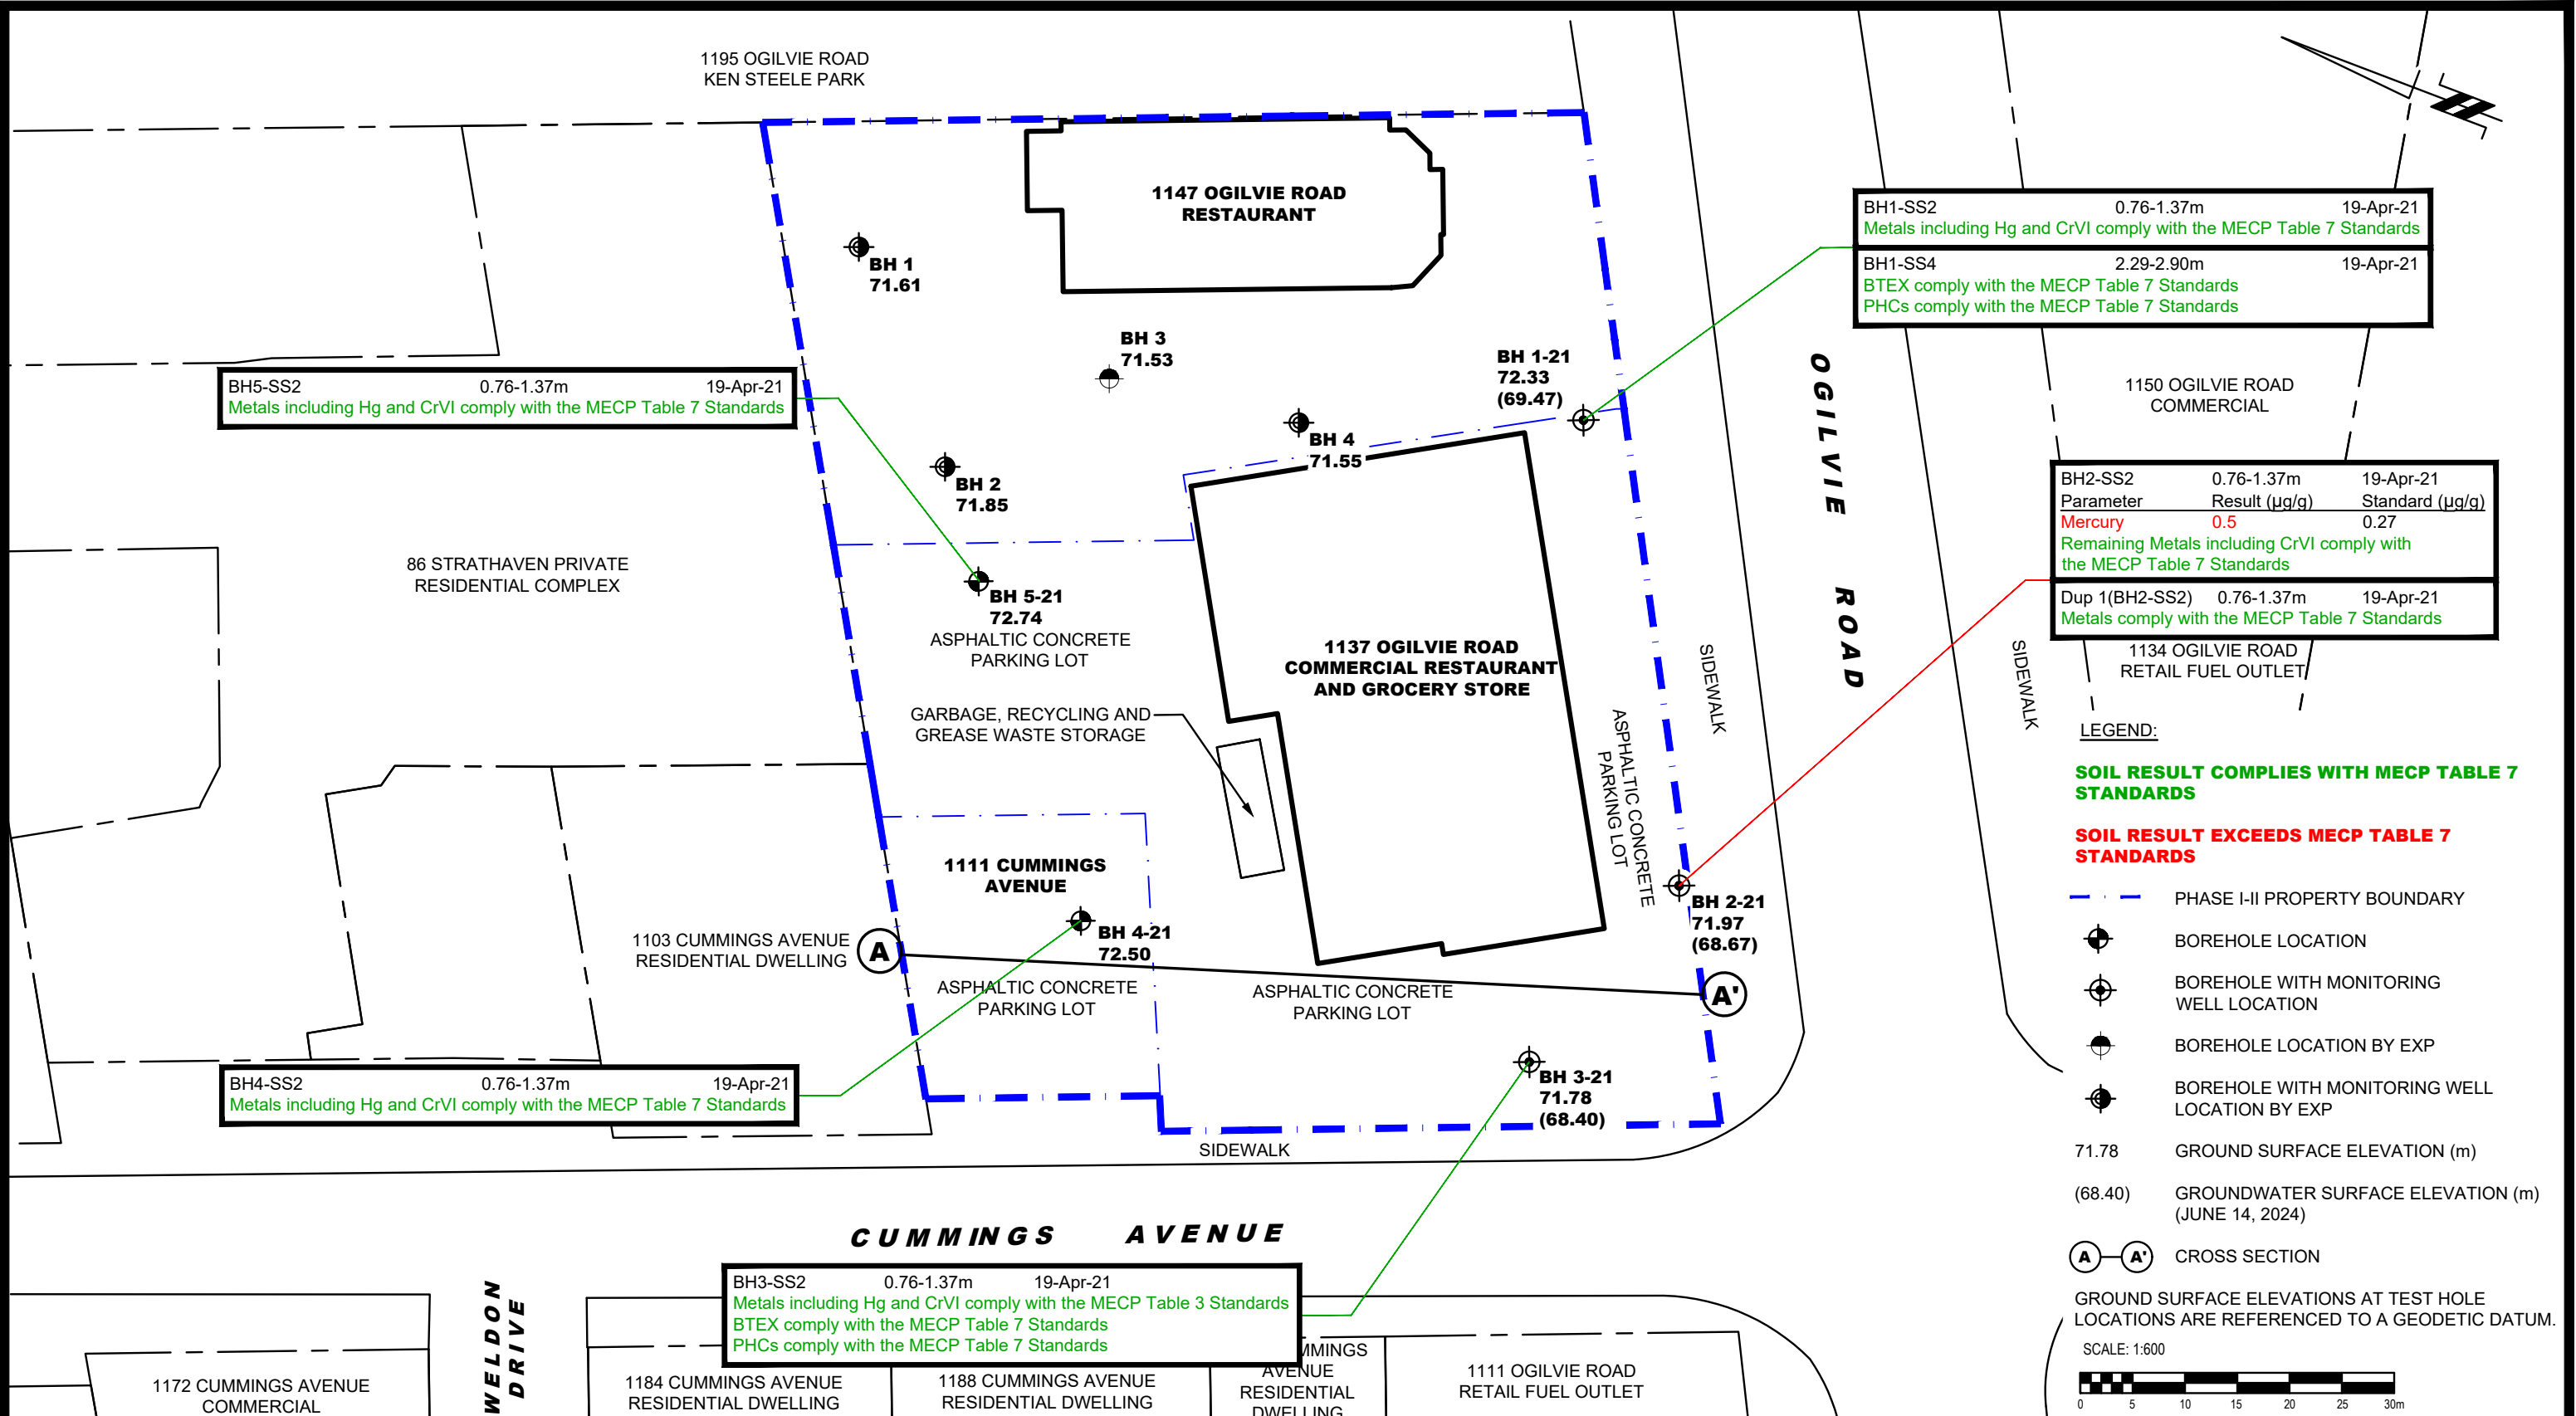 1195 OGILVIE ROAD
KEN STEELE PARK
1147 OGILVIE ROAD
RESTAURANT
BH 1
71.61
BH 3
71.53
BH 1-21
72.33
(69.47)
BH 4
71.55
BH 2
71.85
BH1-SS2 0.76-1.37m 19-Apr-21
Metals including Hg and CrVI comply with the MECP Table 7 Standards
BH1-SS4 2.29-2.90m 19-Apr-21
BTEX comply with the MECP Table 7 Standards
PHCs comply with the MECP Table 7 Standards
BH5-SS2 0.76-1.37m 19-Apr-21
Metals including Hg and CrVI comply with the MECP Table 7 Standards
OGILVIE ROAD
1150 OGILVIE ROAD
COMMERCIAL
BH2-SS2 0.76-1.37m 19-Apr-21
Parameter Result (µg/g) Standard (µg/g)
Mercury 0.5 0.27
Remaining Metals including CrVI comply with
the MECP Table 7 Standards
Dup 1(BH2-SS2) 0.76-1.37m 19-Apr-21
Metals comply with the MECP Table 7 Standards
1134 OGILVIE ROAD
RETAIL FUEL OUTLET
86 STRATHAVEN PRIVATE
RESIDENTIAL COMPLEX
BH 5-21
72.74
ASPHALTIC CONCRETE
PARKING LOT
1137 OGILVIE ROAD
COMMERCIAL RESTAURANT
AND GROCERY STORE
GARBAGE, RECYCLING AND
GREASE WASTE STORAGE
ASPHALTIC CONCRETE
PARKING LOT
SIDEWALK
SIDEWALK
1111 CUMMINGS
AVENUE
BH 4-21
72.50
BH 2-21
71.97
(68.67)
1103 CUMMINGS AVENUE
RESIDENTIAL DWELLING
A
A'
ASPHALTIC CONCRETE
PARKING LOT
ASPHALTIC CONCRETE
PARKING LOT
BH 3-21
71.78
(68.40)
BH4-SS2 0.76-1.37m 19-Apr-21
Metals including Hg and CrVI comply with the MECP Table 7 Standards
SIDEWALK
CUMMINGS AVENUE
WELDON
DRIVE
BH3-SS2 0.76-1.37m 19-Apr-21
Metals including Hg and CrVI comply with the MECP Table 3 Standards
BTEX comply with the MECP Table 7 Standards
PHCs comply with the MECP Table 7 Standards
1172 CUMMINGS AVENUE
COMMERCIAL
1184 CUMMINGS AVENUE
RESIDENTIAL DWELLING
1188 CUMMINGS AVENUE
RESIDENTIAL DWELLING
MMINGS
AVENUE
RESIDENTIAL
DWELLING
1111 OGILVIE ROAD
RETAIL FUEL OUTLET
LEGEND:
SOIL RESULT COMPLIES WITH MECP TABLE 7
STANDARDS
SOIL RESULT EXCEEDS MECP TABLE 7
STANDARDS
PHASE I-II PROPERTY BOUNDARY
BOREHOLE LOCATION
BOREHOLE WITH MONITORING
WELL LOCATION
BOREHOLE LOCATION BY EXP
BOREHOLE WITH MONITORING WELL
LOCATION BY EXP
71.78 GROUND SURFACE ELEVATION (m)
(68.40) GROUNDWATER SURFACE ELEVATION (m)
(JUNE 14, 2024)
A A' CROSS SECTION
GROUND SURFACE ELEVATIONS AT TEST HOLE
LOCATIONS ARE REFERENCED TO A GEODETIC DATUM.
SCALE: 1:600
0 5 10 15 20 25 30m